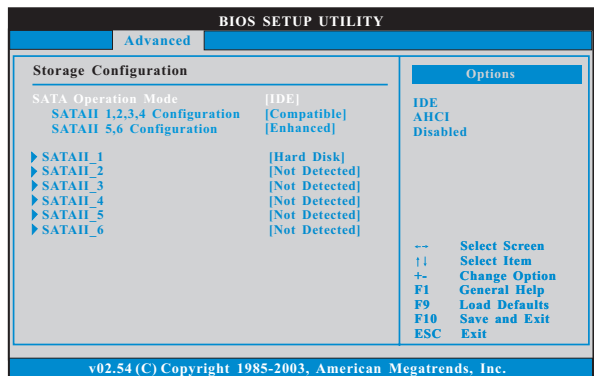 BIOS SETUP UTILITY
Advanced
Storage Configuration
SATA Operation Mode [IDE]
SATAII 1,2,3,4 Configuration [Compatible]
SATAII 5,6 Configuration [Enhanced]
SATAII_1 [Hard Disk]
SATAII_2 [Not Detected]
SATAII_3 [Not Detected]
SATAII_4 [Not Detected]
SATAII_5 [Not Detected]
SATAII_6 [Not Detected]
Options
IDE
AHCI
Disabled
←→ Select Screen
↑↓ Select Item
+- Change Option
F1 General Help
F9 Load Defaults
F10 Save and Exit
ESC Exit
v02.54 (C) Copyright 1985-2003, American Megatrends, Inc.